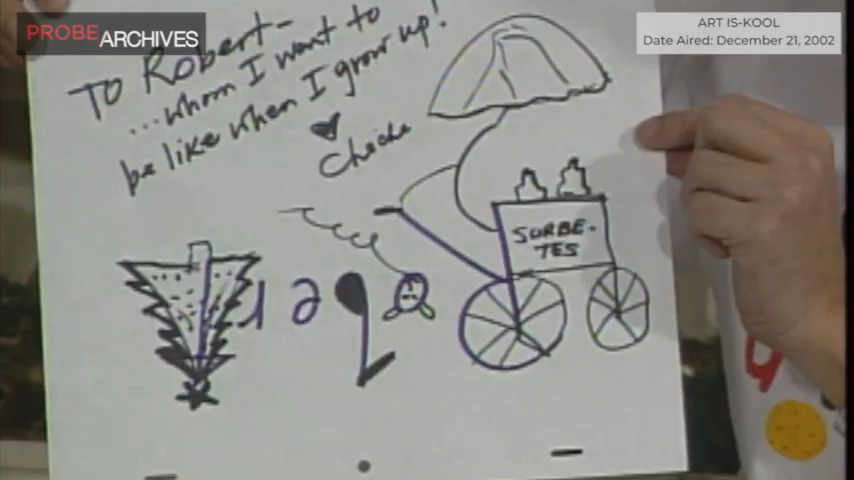 PROBE ARCHIVES
ART IS-KOOL
Date Aired: December 21, 2002
To Robert-
...whom I want to
be like when I grow up!
♥
SORBE-
TES